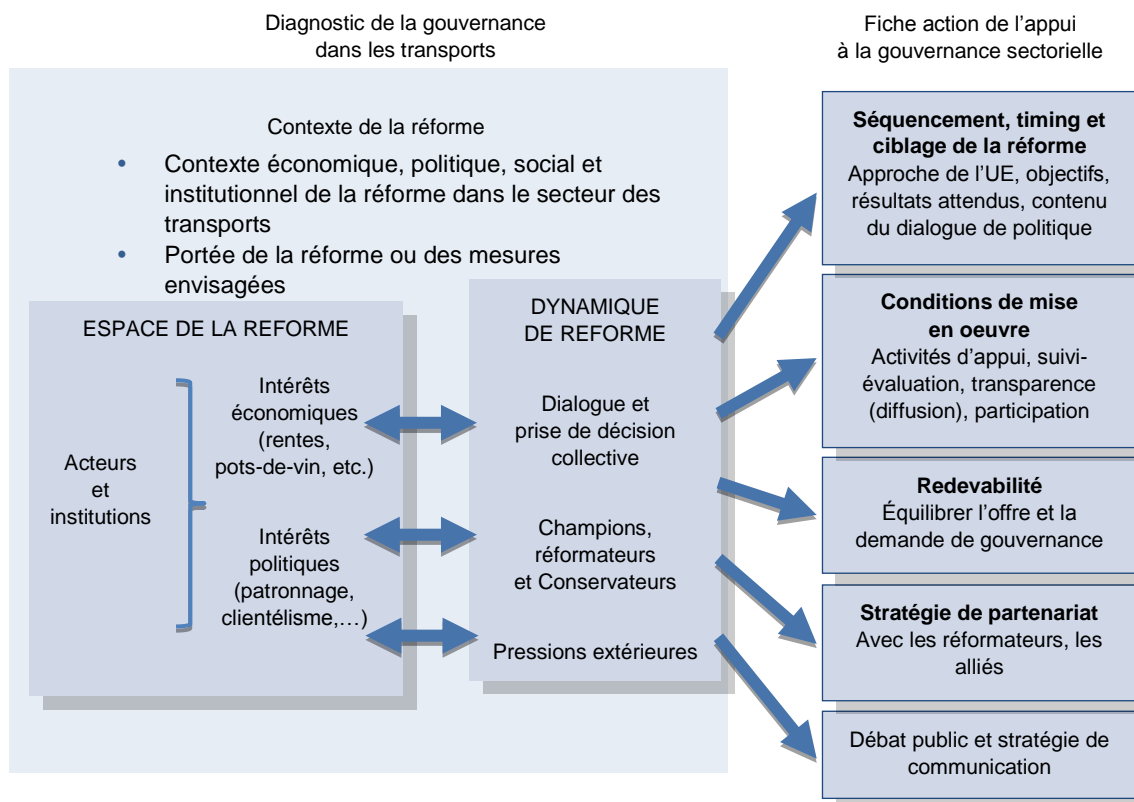 Diagnostic de la gouvernance
dans les transports
Fiche action de l’appui
à la gouvernance sectorielle
Contexte de la réforme
• Contexte économique, politique, social et
institutionnel de la réforme dans le secteur des
transports
• Portée de la réforme ou des mesures
envisagées
ESPACE DE LA REFORME
Acteurs
et
institutions
Intérêts
économiques
(rentes,
pots-de-vin, etc.)
Intérêts
politiques
(patronnage,
clientélisme,…)
DYNAMIQUE
DE REFORME
Dialogue et
prise de décision
collective
Champions,
réformateurs
et Conservateurs
Pressions extérieures
Séquencement, timing et
ciblage de la réforme
Approche de l’UE, objectifs,
résultats attendus, contenu
du dialogue de politique
Conditions de mise
en oeuvre
Activités d’appui, suivi-
évaluation, transparence
(diffusion), participation
Redevabilité
Équilibrer l’offre et la
demande de gouvernance
Stratégie de partenariat
Avec les réformateurs, les
alliés
Débat public et stratégie de
communication